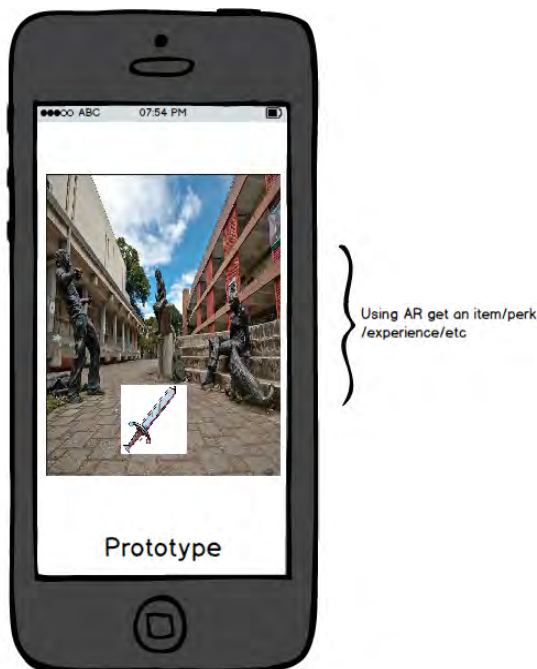 ABC 07:54 PM
Using AR get an item/perk
/experience/etc
Prototype